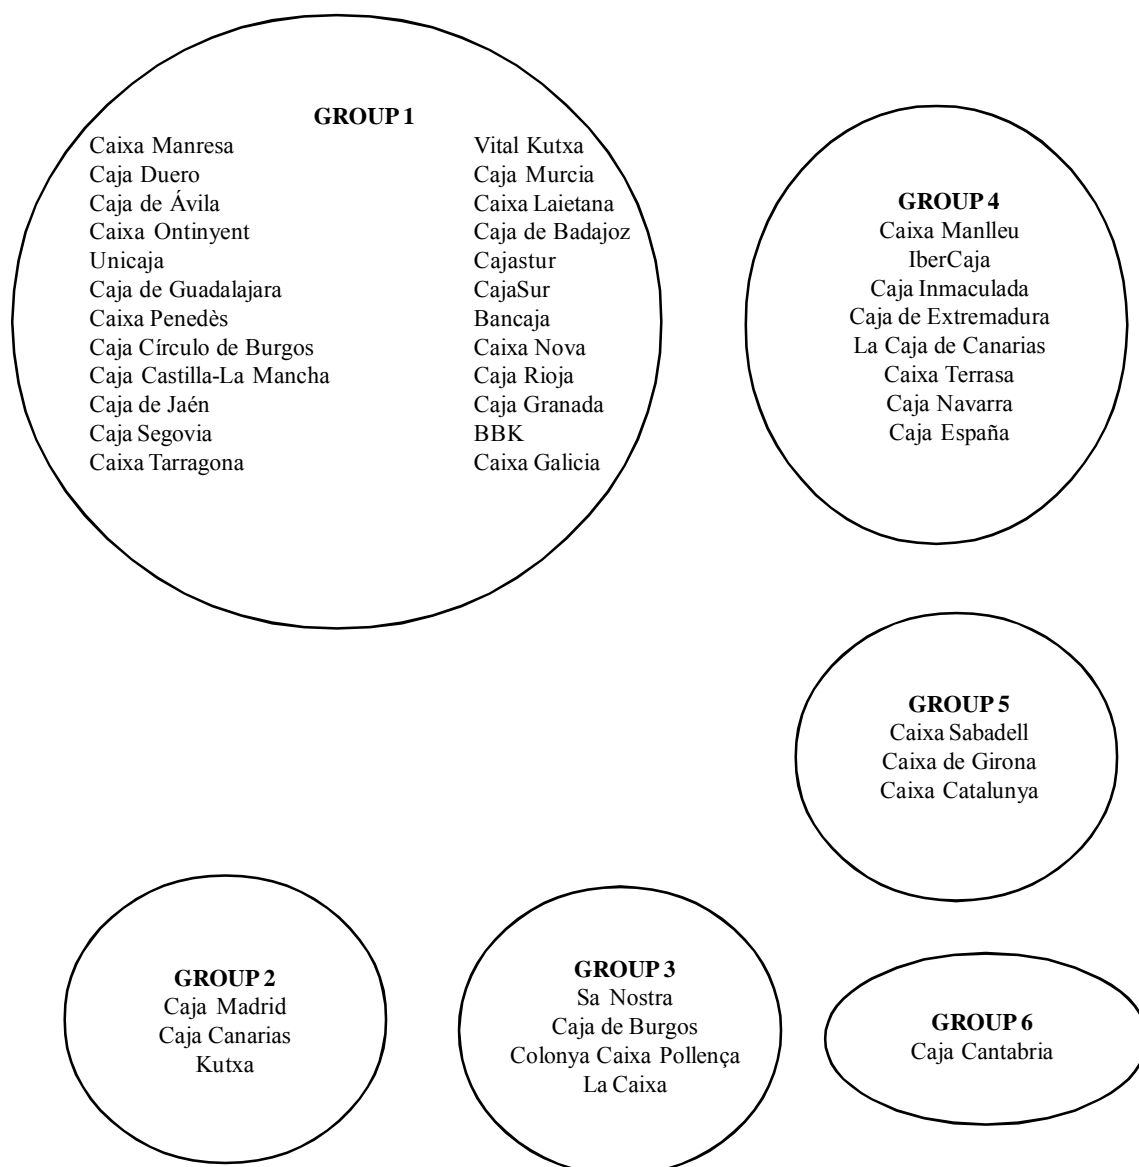 GROUP 1
Caixa Manresa
Caja Duero
Caja de Ávila
Caixa Ontinyent
Unicaja
Caja de Guadalajara
Caixa Penedès
Caja Círculo de Burgos
Caja Castilla-La Mancha
Caja de Jaén
Caja Segovia
Caixa Tarragona
Vital Kutxa
Caja Murcia
Caixa Laietana
Caja de Badajoz
Cajastur
CajaSur
Bancaja
Caixa Nova
Caja Rioja
Caja Granada
BBK
Caixa Galicia
GROUP 4
Caixa Manlleu
IberCaja
Caja Inmaculada
Caja de Extremadura
La Caja de Canarias
Caixa Terrasa
Caja Navarra
Caja España
GROUP 5
Caixa Sabadell
Caixa de Girona
Caixa Catalunya
GROUP 2
Caja Madrid
Caja Canarias
Kutxa
GROUP 3
Sa Nostra
Caja de Burgos
Colonya Caixa Pollença
La Caixa
GROUP 6
Caja Cantabria